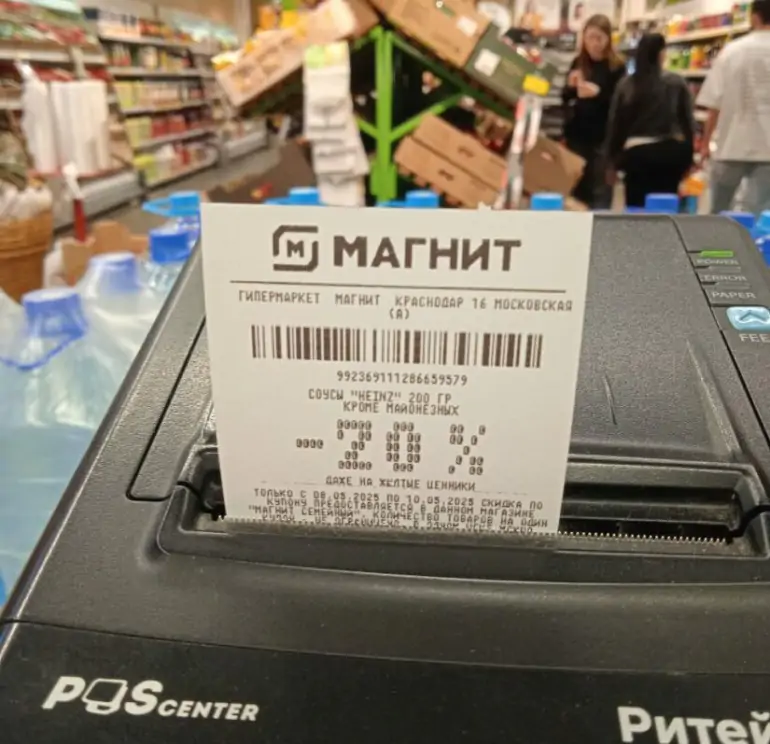 МАГНИТ
ГИПЕРМАРКЕТ МАГНИТ КРАСНОДАР 16 МОСКОВСКАЯ
(А)
992369111286659579
СОУСЫ "HEINZ" 200 ГР
КРОМЕ МАЙОНЕЗНЫХ
-20 %
ДАЖЕ НА ЖЕЛТЫЕ ЦЕННИКИ
ТОЛЬКО С 08.05.2025 ПО 10.05.2025 СКИДКА ПО
КУПОНУ ПРЕДОСТАВЛЯЕТСЯ В ДАННОМ МАГАЗИНЕ
"МАГНИТ СЕМЕЙНЫЙ". КОЛИЧЕСТВО ТОВАРОВ НА ОДИН
POWER
ERROR
PAPER
FEE
POSCENTER
Ритей